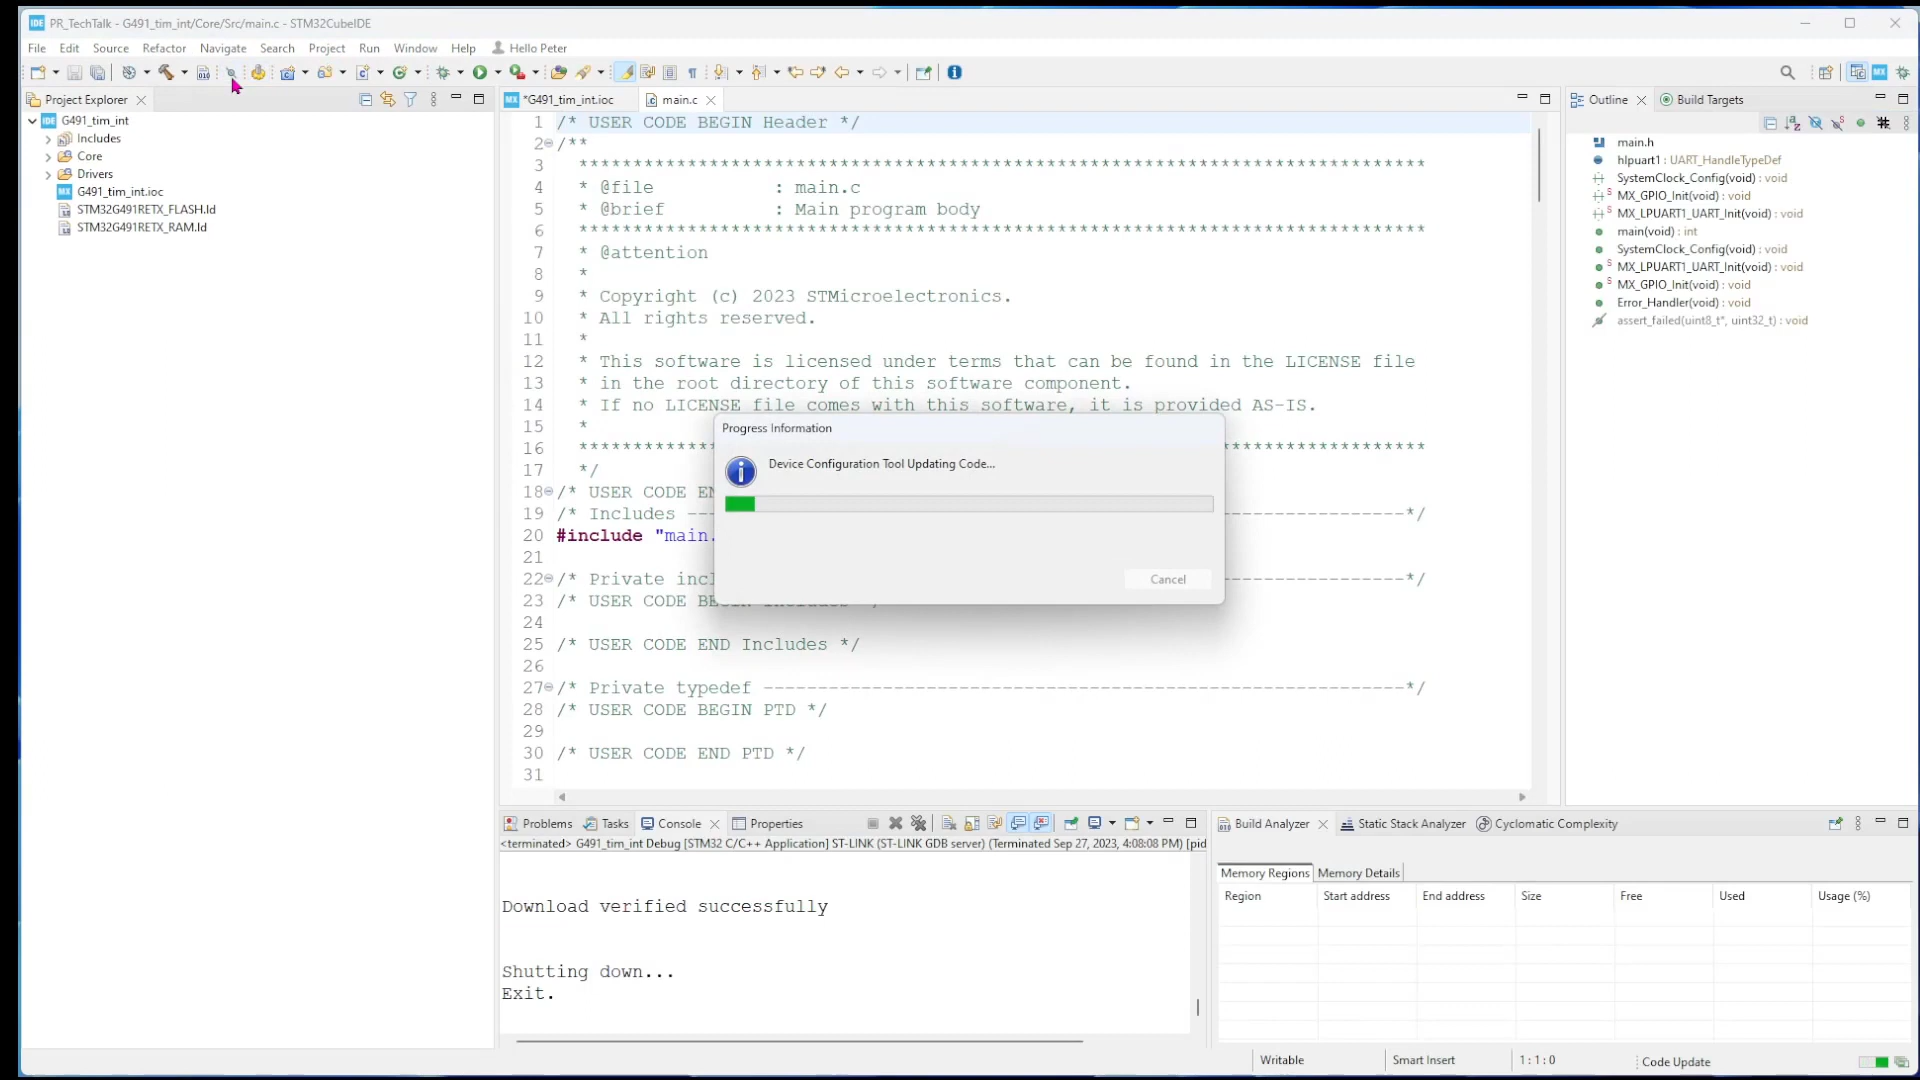 PR_TechTalk - G491_tim_int/Core/Src/main.c - STM32CubeIDE
File Edit Source Refactor Navigate Search Project Run Window Help Hello Peter
Project Explorer
G491_tim_int
Includes
Core
Drivers
G491_tim_int.ioc
STM32G491RETX_FLASH.ld
STM32G491RETX_RAM.ld
*G491_tim_int.ioc main.c
1 /* USER CODE BEGIN Header */
2 /**
3 ******************************************************************************
4 * @file : main.c
5 * @brief : Main program body
6 ******************************************************************************
7 * @attention
8 *
9 * Copyright (c) 2023 STMicroelectronics.
10 * All rights reserved.
11 *
12 * This software is licensed under terms that can be found in the LICENSE file
13 * in the root directory of this software component.
14 * If no LICENSE file comes with this software, it is provided AS-IS.
15 *
16 ******************************************************************************
17 */
18 /* USER CODE EN
19 /* Includes ------------------*/
20 #include "main.
21
22 /* Private incl ------------------*/
23 /* USER CODE BEGIN Includes */
24
25 /* USER CODE END Includes */
26
27 /* Private typedef -----------------------------------------------------------*/
28 /* USER CODE BEGIN PTD */
29
30 /* USER CODE END PTD */
31
Progress Information
Device Configuration Tool Updating Code...
Cancel
Outline Build Targets
main.h
hlpuart1 : UART_HandleTypeDef
SystemClock_Config(void) : void
MX_GPIO_Init(void) : void
MX_LPUART1_UART_Init(void) : void
main(void) : int
SystemClock_Config(void) : void
MX_LPUART1_UART_Init(void) : void
MX_GPIO_Init(void) : void
Error_Handler(void) : void
assert_failed(uint8_t*, uint32_t) : void
Problems Tasks Console Properties
<terminated> G491_tim_int Debug [STM32 C/C++ Application] ST-LINK (ST-LINK GDB server) (Terminated Sep 27, 2023, 4:08:08 PM) [pid
Download verified successfully
Shutting down...
Exit.
Build Analyzer Static Stack Analyzer Cyclomatic Complexity
Memory Regions Memory Details
Region Start address End address Size Free Used Usage (%)
Writable Smart Insert 1 : 1 : 0 Code Update